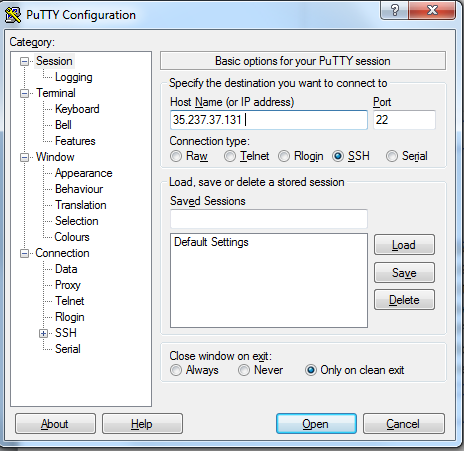 PuTTY Configuration
Category:
Session
Logging
Terminal
Keyboard
Bell
Features
Window
Appearance
Behaviour
Translation
Selection
Colours
Connection
Data
Proxy
Telnet
Rlogin
SSH
Serial
Basic options for your PuTTY session
Specify the destination you want to connect to
Host Name (or IP address) Port
35.237.37.131 22
Connection type:
Raw Telnet Rlogin SSH Serial
Load, save or delete a stored session
Saved Sessions
Default Settings
Load
Save
Delete
Close window on exit:
Always Never Only on clean exit
About Help Open Cancel